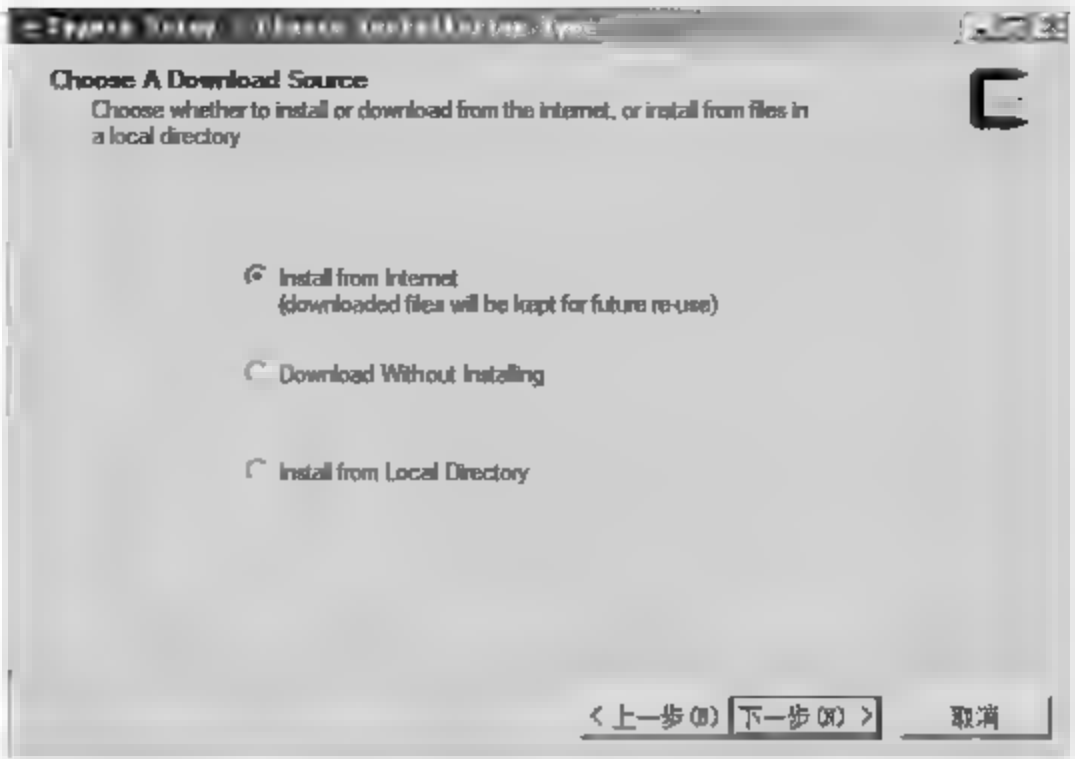 Choose A Download Source
Choose whether to install or download from the internet, or install from files in
a local directory
Install from Internet
(downloaded files will be kept for future re-use)
Download Without Installing
Install from Local Directory
< 上一步(B) 下一步(N) > 取消